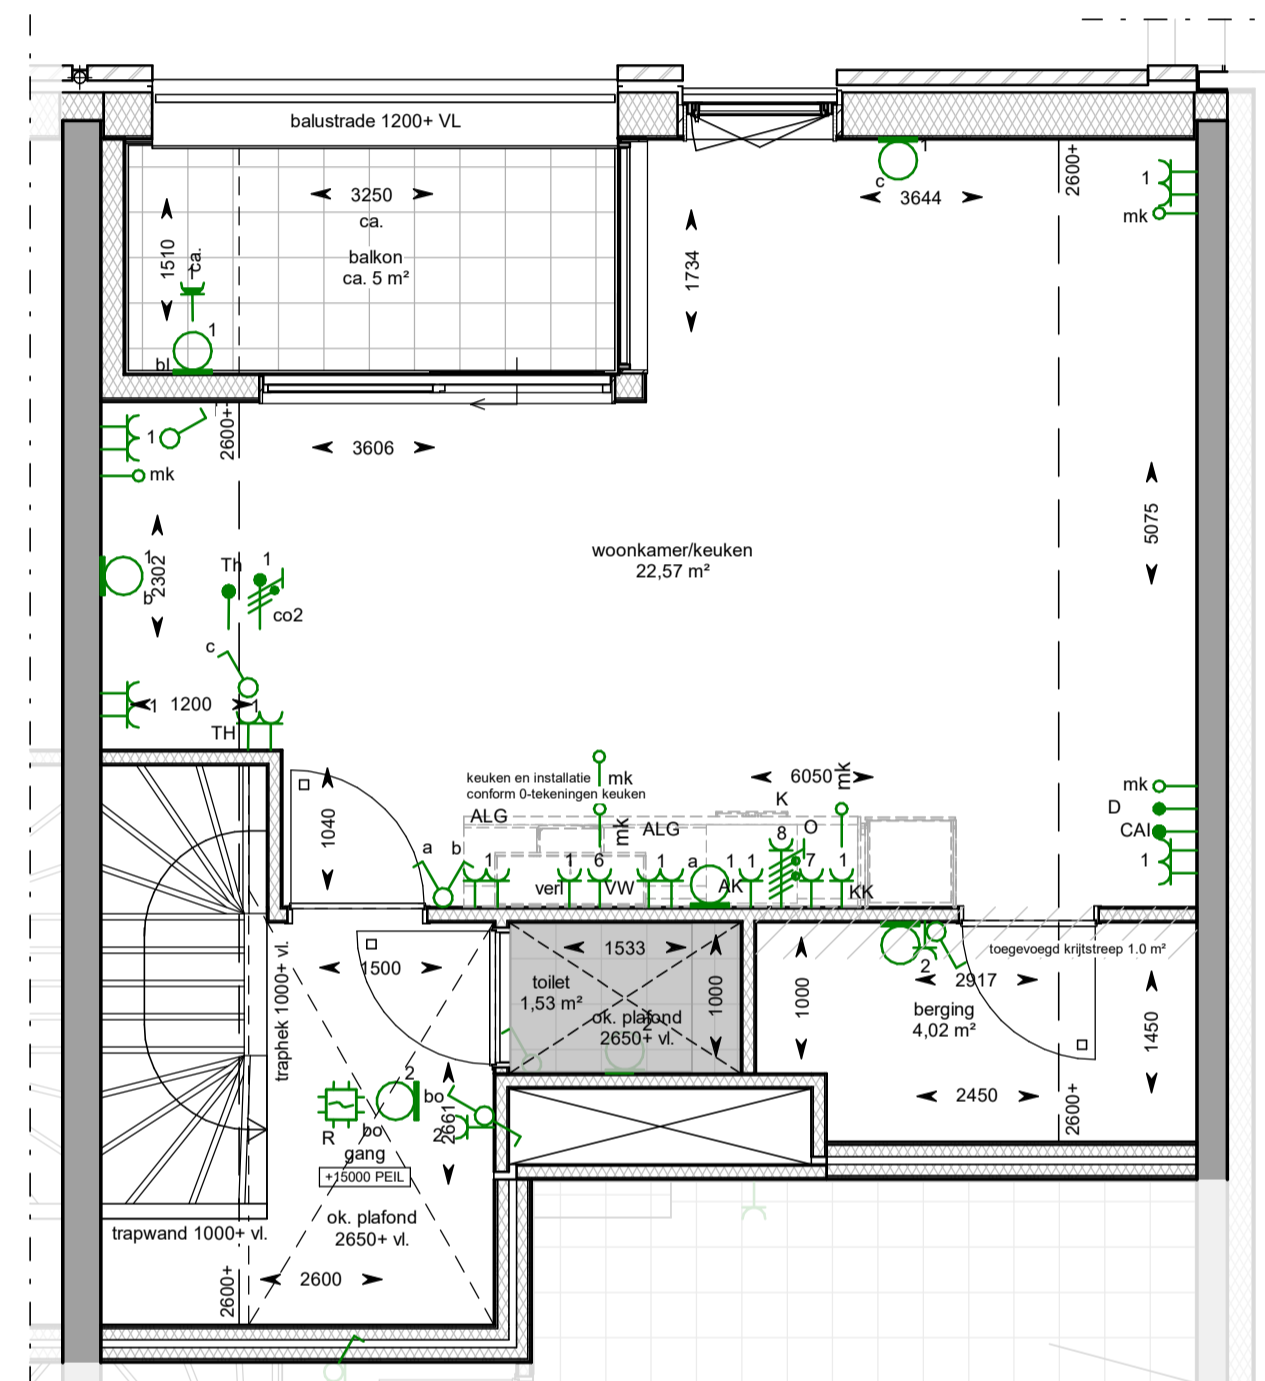 balustrade 1200+ VL
3250
ca.
balkon
ca. 5 m²
1510
ca.
1
1
bl
c
3644
2600+
1
mk
1734
2600+
1
mk
3606
1
2302
b
Th
1
co2
c
1
1200
1
TH
woonkamer/keuken
22,57 m²
5075
keuken en installatie
conform 0-tekeningen keuken
mk
6050
mk
K
ALG
mk
ALG
8
O
mk
D
CAI
1
1040
a
b
1
1
6
1
a
1
1
7
1
verl
VW
AK
KK
traphek 1000+ vl.
1500
1533
toilet
1,53 m²
1000
ok. plafond
2650+ vl.
2
1000
2
toegevoegd krijtstreep 1.0 m²
2917
berging
4,02 m²
1450
2450
2600+
2
R
bo
gang
+15000 PEIL
bo
2
2661
ok. plafond
2650+ vl.
trapwand 1000+ vl.
2600+
2600